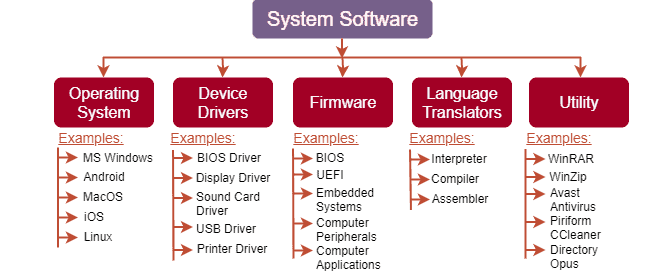 System Software
Operating
System
Examples:
MS Windows
Android
MacOS
iOS
Linux
Device
Drivers
Examples:
BIOS Driver
Display Driver
Sound Card
Driver
USB Driver
Printer Driver
Firmware
Examples:
BIOS
UEFI
Embedded
Systems
Computer
Peripherals
Computer
Applications
Language
Translators
Examples:
Interpreter
Compiler
Assembler
Utility
Examples:
WinRAR
WinZip
Avast
Antivirus
Piriform
CCleaner
Directory
Opus